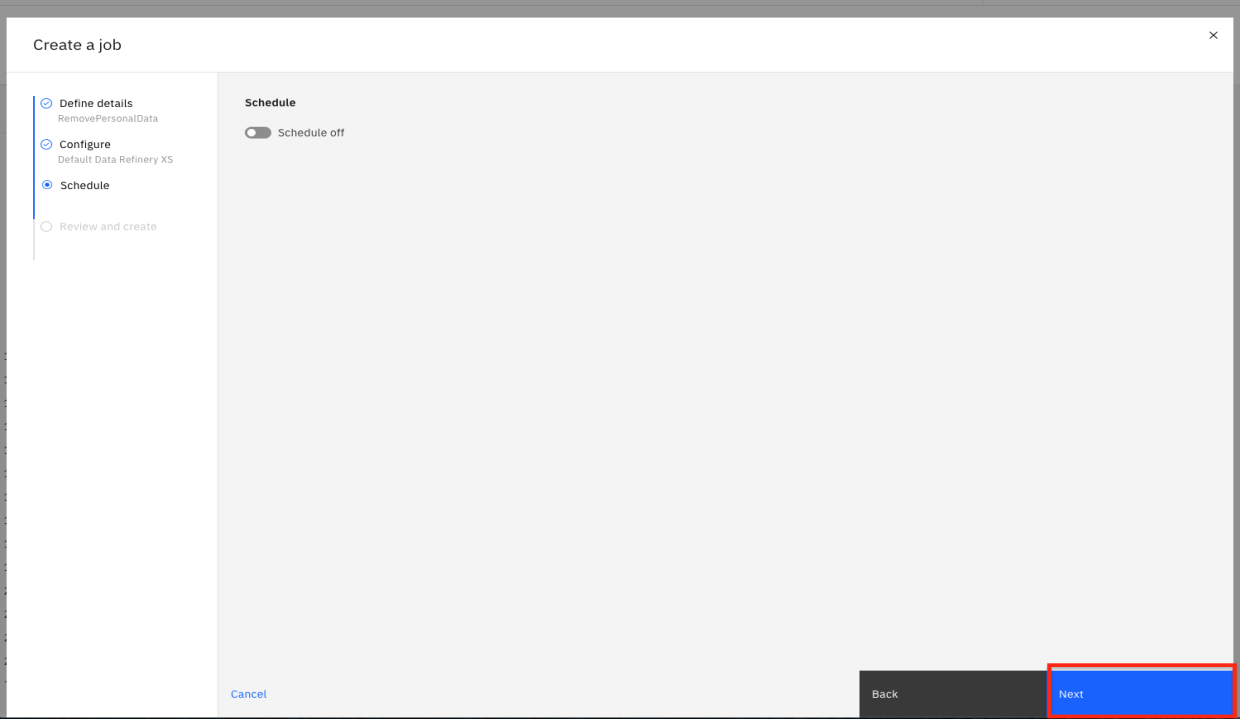 Create a job
Define details
RemovePersonalData
Configure
Default Data Refinery XS
Schedule
Review and create
Schedule
Schedule off
Cancel
Back
Next